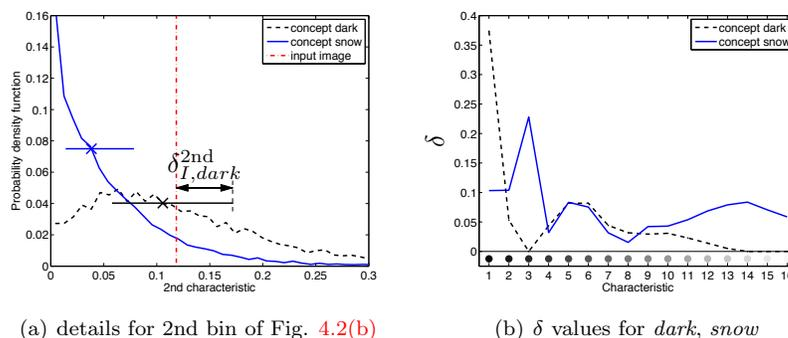 0.16
0.14
0.12
0.1
0.08
0.06
0.04
0.02
0
Probability density function
concept dark
concept snow
input image
δ 2nd I,dark
0 0.05 0.1 0.15 0.2 0.25 0.3
2nd characteristic
(a) details for 2nd bin of Fig. 4.2(b)
0.4
0.35
0.3
0.25
0.2
0.15
0.1
0.05
0
δ
concept dark
concept snow
1 2 3 4 5 6 7 8 9 10 11 12 13 14 15 16
Characteristic
(b) δ values for dark, snow